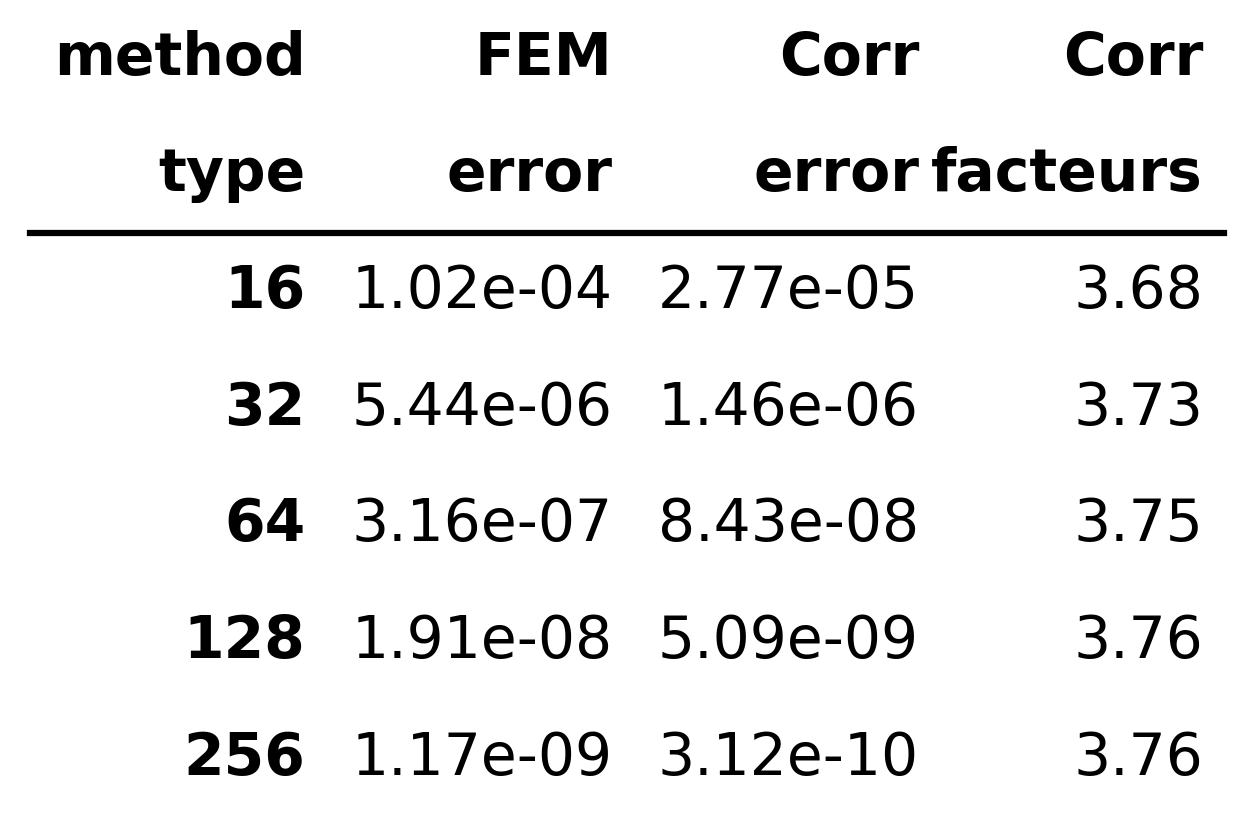 method FEM Corr Corr
type error error facteurs
16 1.02e-04 2.77e-05 3.68
32 5.44e-06 1.46e-06 3.73
64 3.16e-07 8.43e-08 3.75
128 1.91e-08 5.09e-09 3.76
256 1.17e-09 3.12e-10 3.76